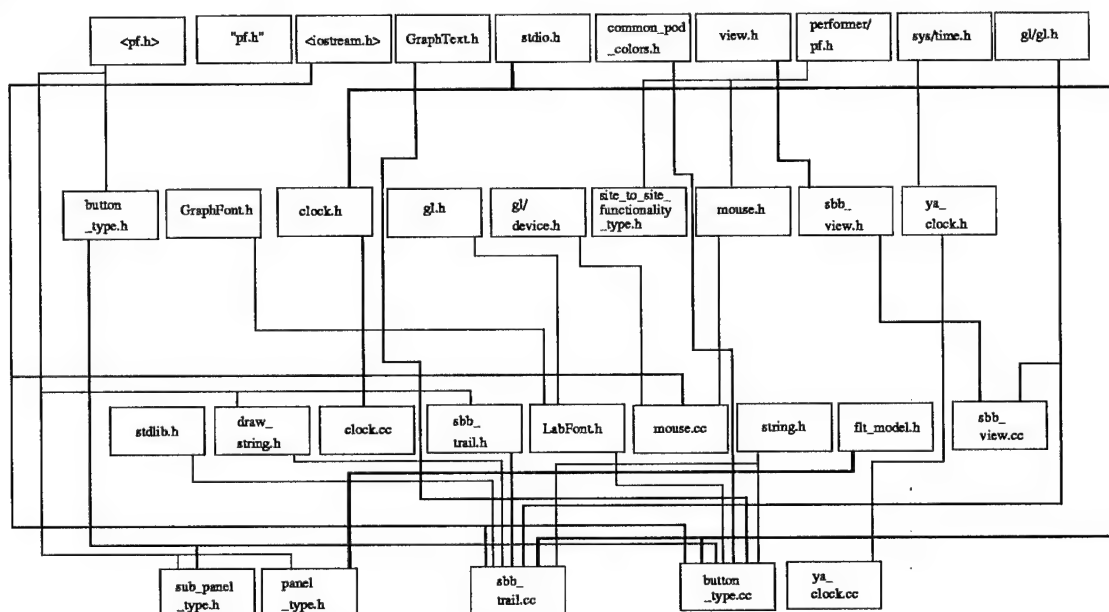 <pf.h>
"pf.h"
<iostream.h>
GraphText.h
stdio.h
common_pod
_colors.h
view.h
performer/
pf.h
sys/time.h
gl/gl.h
button
_type.h
GraphFont.h
clock.h
gl.h
gl/
device.h
site_to_site_
functionality
_type.h
mouse.h
sbb_
view.h
ya_
clock.h
stdlib.h
draw_
string.h
clock.cc
sbb_
trail.h
LabFont.h
mouse.cc
string.h
flt_model.h
sbb_
view.cc
sub_panel
_type.h
panel
_type.h
sbb_
trail.cc
button
_type.cc
ya_
clock.cc